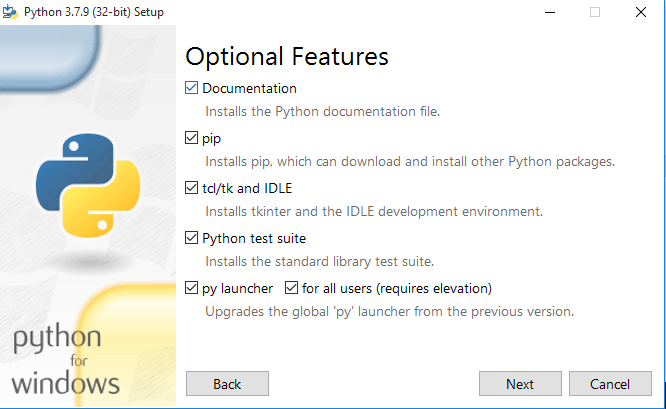 Python 3.7.9 (32-bit) Setup
Optional Features
Documentation
Installs the Python documentation file.
pip
Installs pip, which can download and install other Python packages.
tcl/tk and IDLE
Installs tkinter and the IDLE development environment.
Python test suite
Installs the standard library test suite.
py launcher for all users (requires elevation)
Upgrades the global 'py' launcher from the previous version.
python
for
windows
Back Next Cancel